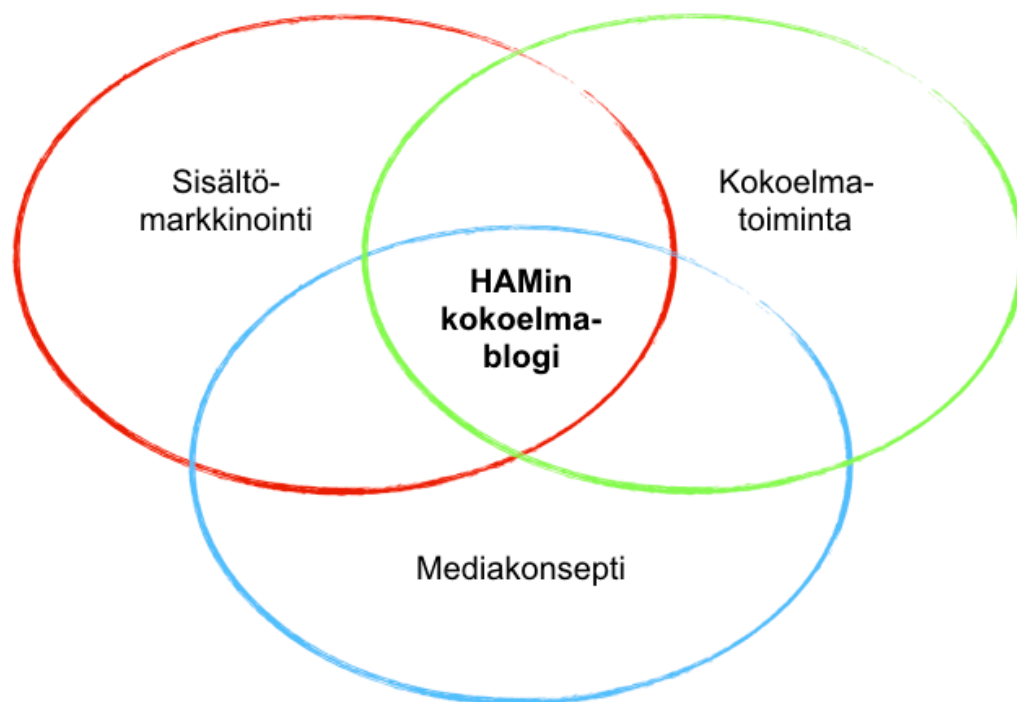 Sisältö-
markkinointi
Kokoelma-
toiminta
HAMin
kokoelma-
blogi
Mediakonsepti